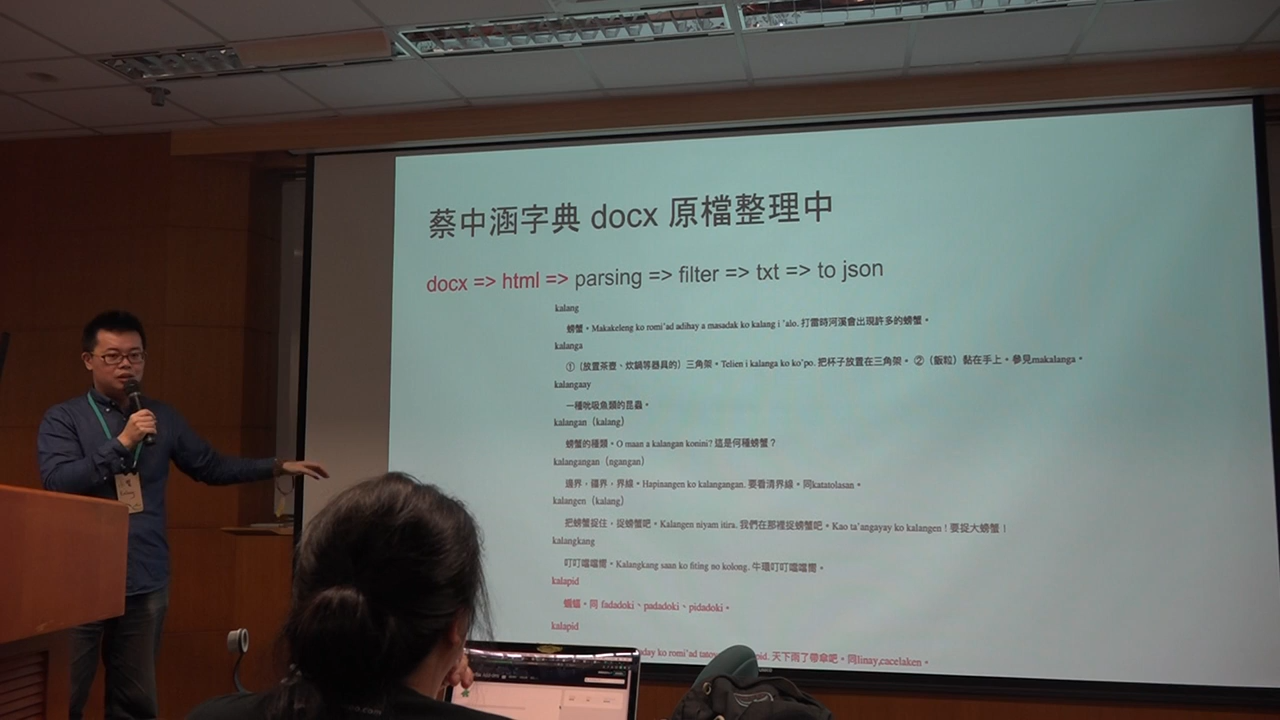 蔡中涵字典 docx 原檔整理中
docx => html => parsing => filter => txt => to json
kalang
螃蟹。Makakeleng ko romi'ad adihay a masadak ko kalang i 'alo. 打雷時河溪會出現許多的螃蟹。
kalanga
①〔放置茶壺、炊鍋等器具的〕三角架。Telien i kalanga ko ko'po. 把杯子放置在三角架。 ②（飯粒）黏在手上。參見makalanga。
kalangaay
一種吮吸魚類的昆蟲。
kalangan（kalang）
螃蟹的種類。O maan a kalangan konini? 這是何種螃蟹？
kalangangan（ngangan）
邊界，疆界，界線。Hapinangen ko kalangangan. 要看清界線。同katatolasan。
kalangen（kalang）
把螃蟹捉住，捉螃蟹吧。Kalangen niyam itira. 我們在那裡捉螃蟹吧。Kao ta'angayay ko kalangen！要捉大螃蟹！
kalangkang
叮叮噹噹響。Kalangkang saan ko fiting no kolong. 牛環叮叮噹噹響。
kalapid
蝙蝠。同 fadadoki、padadoki、pidadoki。
kalapid
ko romi'ad 天下雨了帶傘吧。同linay,cacelaken。